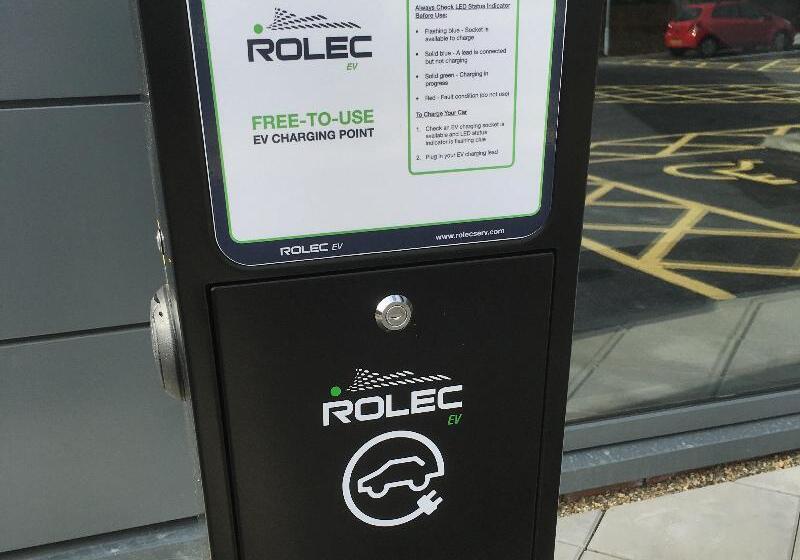 ROLEC
EV
FREE-TO-USE
EV CHARGING POINT
Always Check LED Status Indicator
Before Use:
• Flashing blue - Socket is
available to charge
• Solid blue - A lead is connected
but not charging
• Solid green - Charging in
progress
• Red - Fault condition (do not use)
To Charge Your Car
1. Check an EV charging socket is
available and LED status
indicator is flashing blue
2. Plug in your EV charging lead
ROLEC EV
www.rolecserv.com
ROLEC
EV